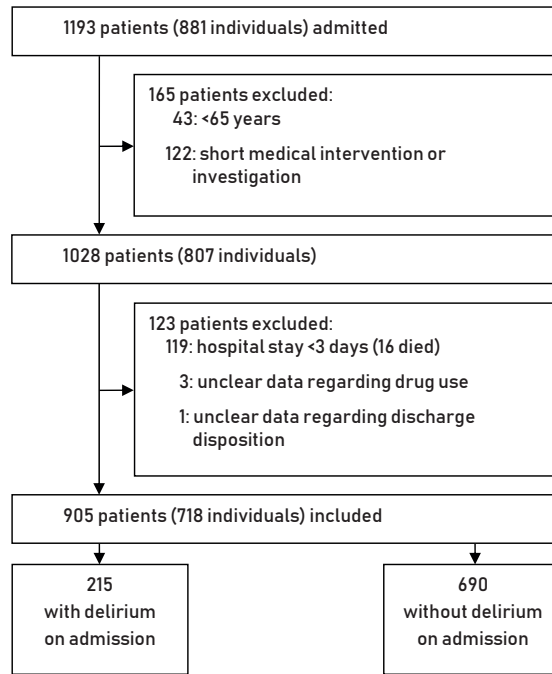 1193 patients (881 individuals) admitted
165 patients excluded:
43: <65 years
122: short medical intervention or
investigation
1028 patients (807 individuals)
123 patients excluded:
119: hospital stay <3 days (16 died)
3: unclear data regarding drug use
1: unclear data regarding discharge
disposition
905 patients (718 individuals) included
215
with delirium
on admission
690
without delirium
on admission